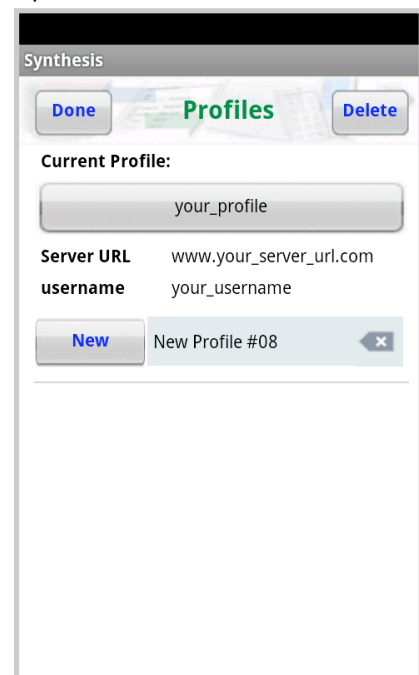 Synthesis
Done Profiles Delete
Current Profile:
your_profile
Server URL www.your_server_url.com
username your_username
New New Profile #08